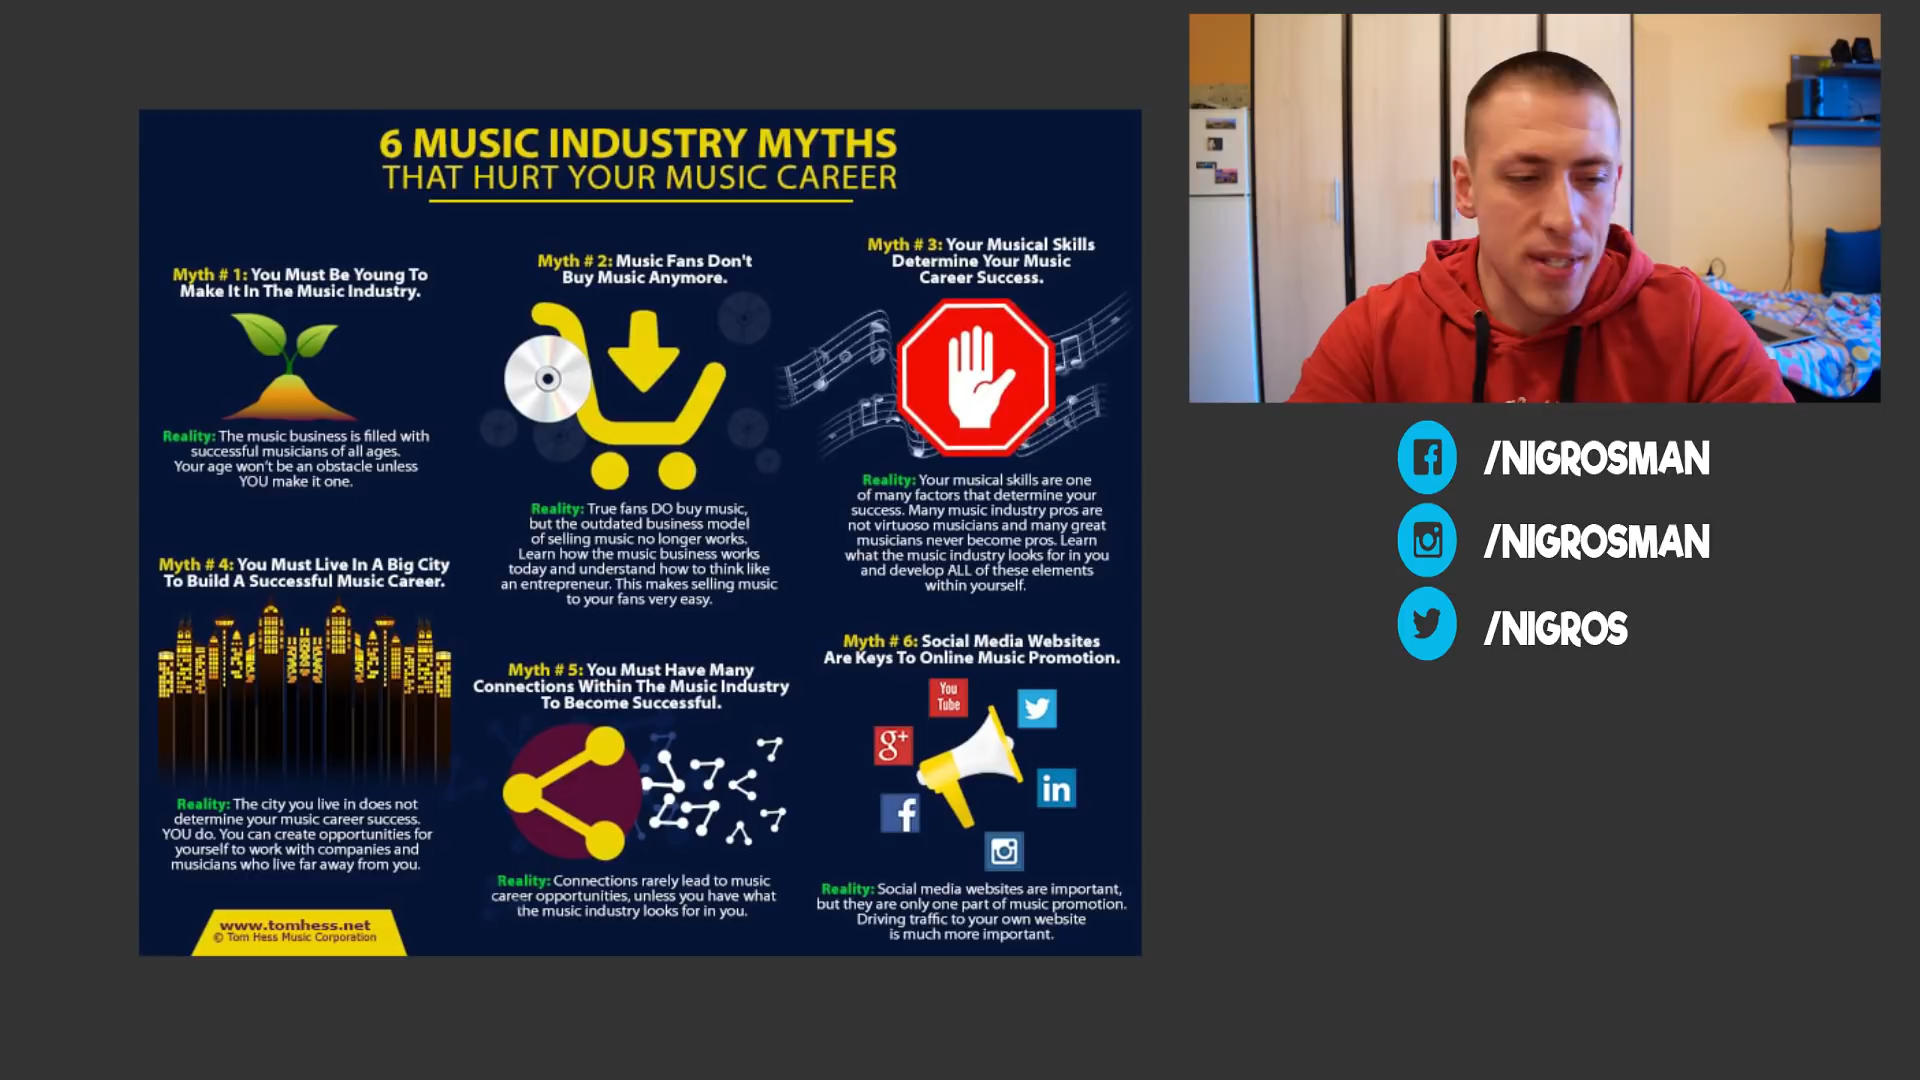 6 MUSIC INDUSTRY MYTHS
THAT HURT YOUR MUSIC CAREER
Myth # 1: You Must Be Young To
Make It In The Music Industry.
Reality: The music business is filled with
successful musicians of all ages.
Your age won't be an obstacle unless
YOU make it one.
Myth # 2: Music Fans Don't
Buy Music Anymore.
Reality: True fans DO buy music,
but the outdated business model
of selling music no longer works.
Learn how the music business works
today and understand how to think like
an entrepreneur. This makes selling music
to your fans very easy.
Myth # 3: Your Musical Skills
Determine Your Music
Career Success.
Reality: Your musical skills are one
of many factors that determine your
success. Many music industry pros are
not virtuoso musicians and many great
musicians never become pros. Learn
what the music industry looks for in you
and develop ALL of these elements
within yourself.
Myth # 4: You Must Live In A Big City
To Build A Successful Music Career.
Reality: The city you live in does not
determine your music career success.
YOU do. You can create opportunities for
yourself to work with companies and
musicians who live far away from you.
Myth # 5: You Must Have Many
Connections Within The Music Industry
To Become Successful.
Reality: Connections rarely lead to music
career opportunities, unless you have what
the music industry looks for in you.
Myth # 6: Social Media Websites
Are Keys To Online Music Promotion.
You
Tube
g+
in
f
Reality: Social media websites are important,
but they are only one part of music promotion.
Driving traffic to your own website
is much more important.
www.tomhess.net
© Tom Hess Music Corporation
/NIGROSMAN
/NIGROSMAN
/NIGROS